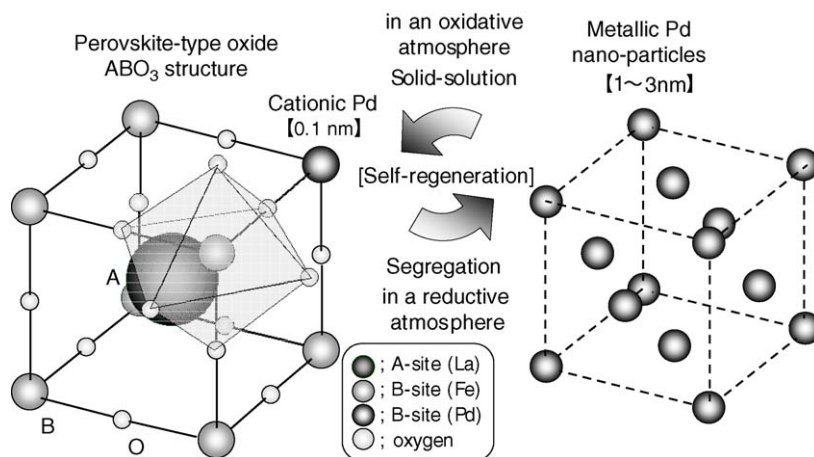 Perovskite-type oxide
ABO₃ structure
Cationic Pd
【0.1 nm】
A
B
O
in an oxidative
atmosphere
Solid-solution
[Self-regeneration]
Segregation
in a reductive
atmosphere
; A-site (La)
; B-site (Fe)
; B-site (Pd)
; oxygen
Metallic Pd
nano-particles
【1～3nm】